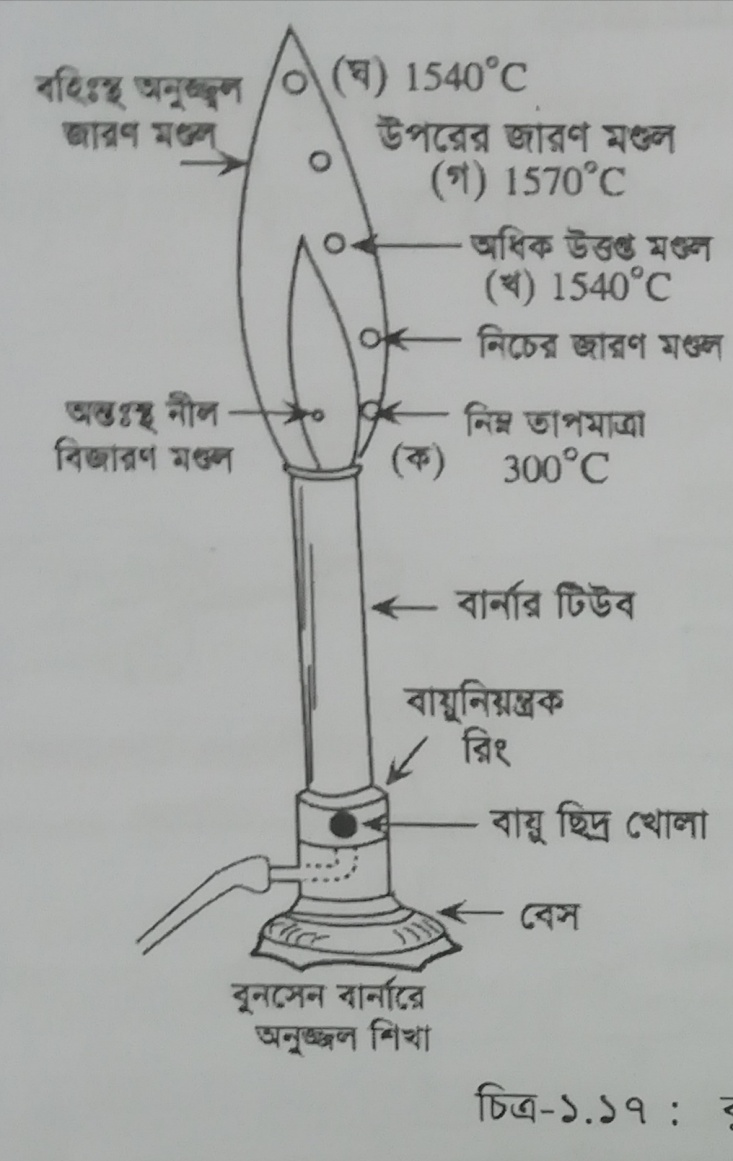 (ঘ) 1540°C
বহিঃস্থ অনুজ্জ্বল
জারণ মণ্ডল
উপরের জারণ মণ্ডল
(গ) 1570°C
অধিক উত্তপ্ত মণ্ডল
(খ) 1540°C
নিচের জারণ মণ্ডল
অন্তঃস্থ নীল
বিজারণ মণ্ডল
নিম্ন তাপমাত্রা
(ক) 300°C
বার্নার টিউব
বায়ুনিয়ন্ত্রক
রিং
বায়ু ছিদ্র খোলা
বেস
বুনসেন বার্নারে
অনুজ্জ্বল শিখা
চিত্র-১.১৭ :